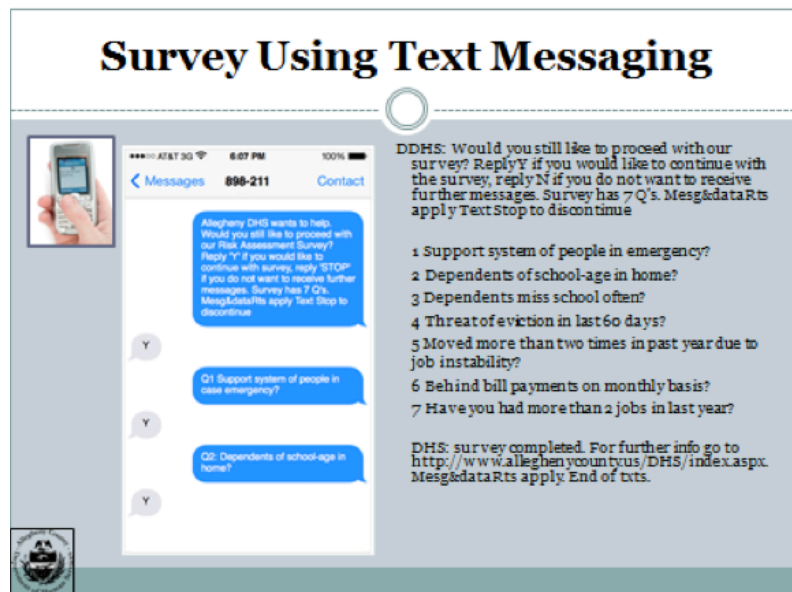 Survey Using Text Messaging
AT&T 3G 6:07 PM 100%
Messages 898-211 Contact
Allegheny DHS wants to help.
Would you still like to proceed with
our Risk Assessment Survey?
Reply 'Y' if you would like to
continue with survey, reply 'STOP'
if you do not want to receive further
messages. Survey has 7 Q's.
Mesg&dataRts apply Text Stop to
discontinue
Y
Q1 Support system of people in
case emergency?
Y
Q2: Dependents of school-age in
home?
Y
DDHS: Would you still like to proceed with our
survey? Reply Y if you would like to continue with
the survey, reply N if you do not want to receive
further messages. Survey has 7 Q's. Mesg&dataRts
apply Text Stop to discontinue
1 Support system of people in emergency?
2 Dependents of school-age in home?
3 Dependents miss school often?
4 Threat of eviction in last 60 days?
5 Moved more than two times in past year due to
job instability?
6 Behind bill payments on monthly basis?
7 Have you had more than 2 jobs in last year?
DHS: survey completed. For further info go to
http://www.alleghenycounty.us/DHS/index.aspx.
Mesg&dataRts apply. End of txts.
Allegheny County